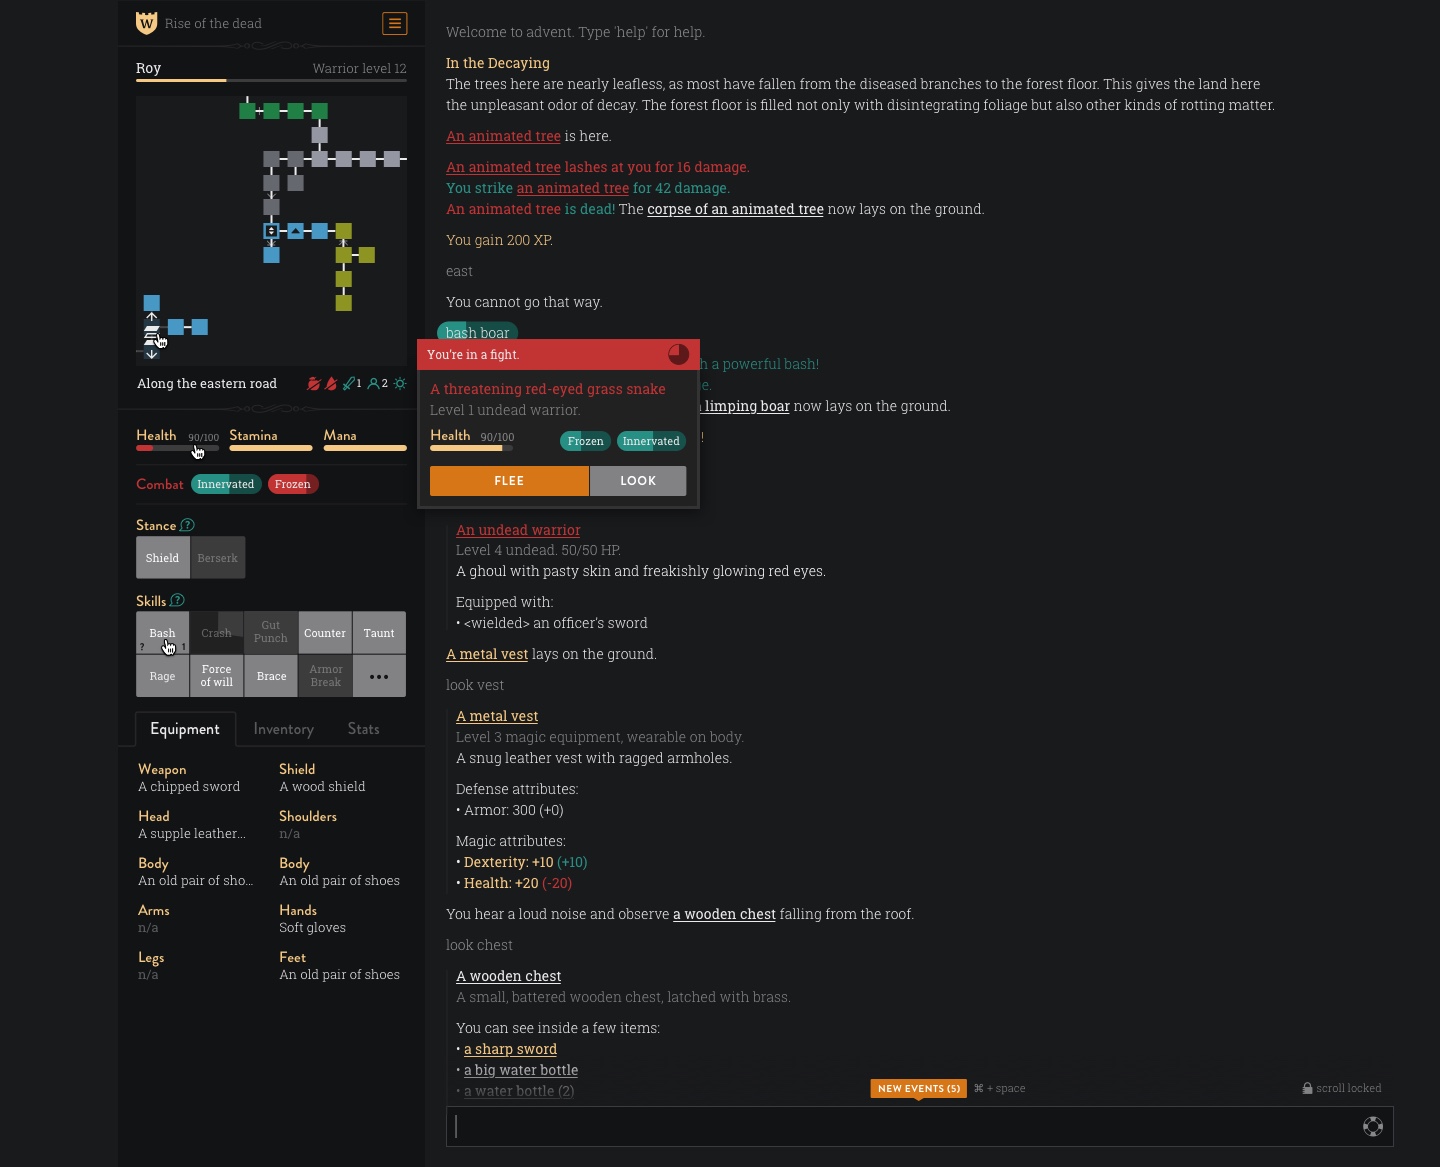 W Rise of the dead
Roy Warrior level 12
Along the eastern road 1 2
Health 90/100 Stamina Mana
Combat Innervated Frozen
Stance ?
Shield Berserk
Skills ?
Bash Crash Gut Punch Counter Taunt
? 1
Rage Force of will Brace Armor Break •••
Equipment Inventory Stats
Weapon Shield
A chipped sword A wood shield
Head Shoulders
A supple leather... n/a
Body Body
An old pair of sho... An old pair of shoes
Arms Hands
n/a Soft gloves
Legs Feet
n/a An old pair of shoes
Welcome to advent. Type 'help' for help.
In the Decaying
The trees here are nearly leafless, as most have fallen from the diseased branches to the forest floor. This gives the land here
the unpleasant odor of decay. The forest floor is filled not only with disintegrating foliage but also other kinds of rotting matter.
An animated tree is here.
An animated tree lashes at you for 16 damage.
You strike an animated tree for 42 damage.
An animated tree is dead! The corpse of an animated tree now lays on the ground.
You gain 200 XP.
east
You cannot go that way.
bash boar
You're in a fight.
A threatening red-eyed grass snake
Level 1 undead warrior.
Health 90/100 Frozen Innervated
FLEE LOOK
h a powerful bash!
e.
limping boar now lays on the ground.
!
An undead warrior
Level 4 undead. 50/50 HP.
A ghoul with pasty skin and freakishly glowing red eyes.
Equipped with:
• <wielded> an officer's sword
A metal vest lays on the ground.
look vest
A metal vest
Level 3 magic equipment, wearable on body.
A snug leather vest with ragged armholes.
Defense attributes:
• Armor: 300 (+0)
Magic attributes:
• Dexterity: +10 (+10)
• Health: +20 (-20)
You hear a loud noise and observe a wooden chest falling from the roof.
look chest
A wooden chest
A small, battered wooden chest, latched with brass.
You can see inside a few items:
• a sharp sword
• a big water bottle
• a water bottle (2)
NEW EVENTS (5) ⌘ + space scroll locked